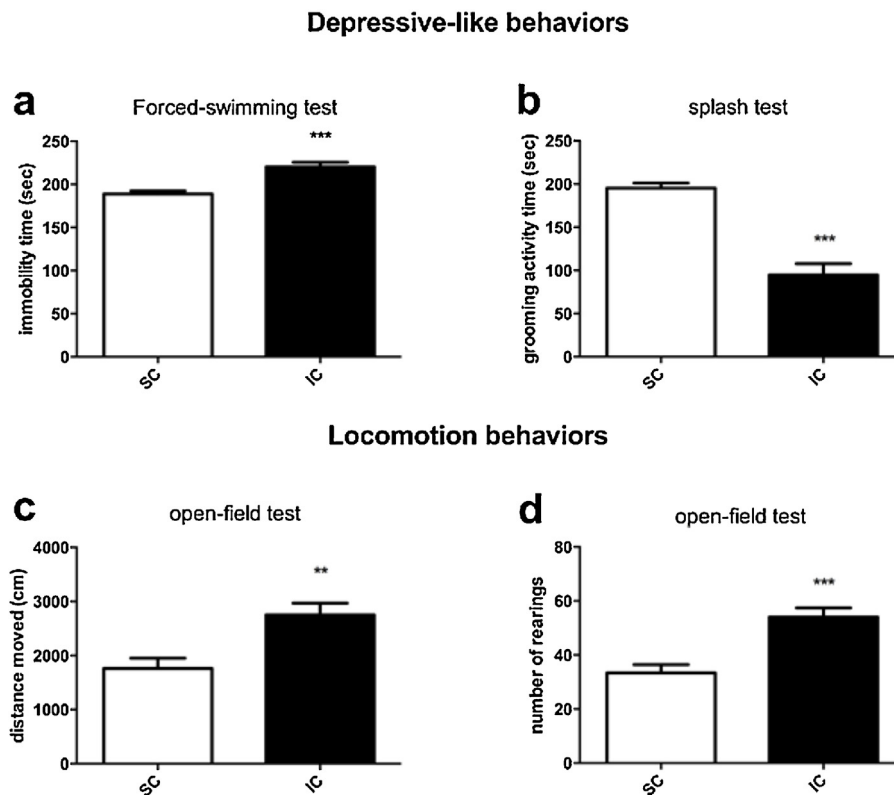 Depressive-like behaviors
a
Forced-swimming test
***
immobility time (sec)
250
200
150
100
50
0
SC
IC
b
splash test
***
grooming activity time (sec)
250
200
150
100
50
0
SC
IC
Locomotion behaviors
c
open-field test
**
distance moved (cm)
4000
3000
2000
1000
0
SC
IC
d
open-field test
***
number of rearings
80
60
40
20
0
SC
IC